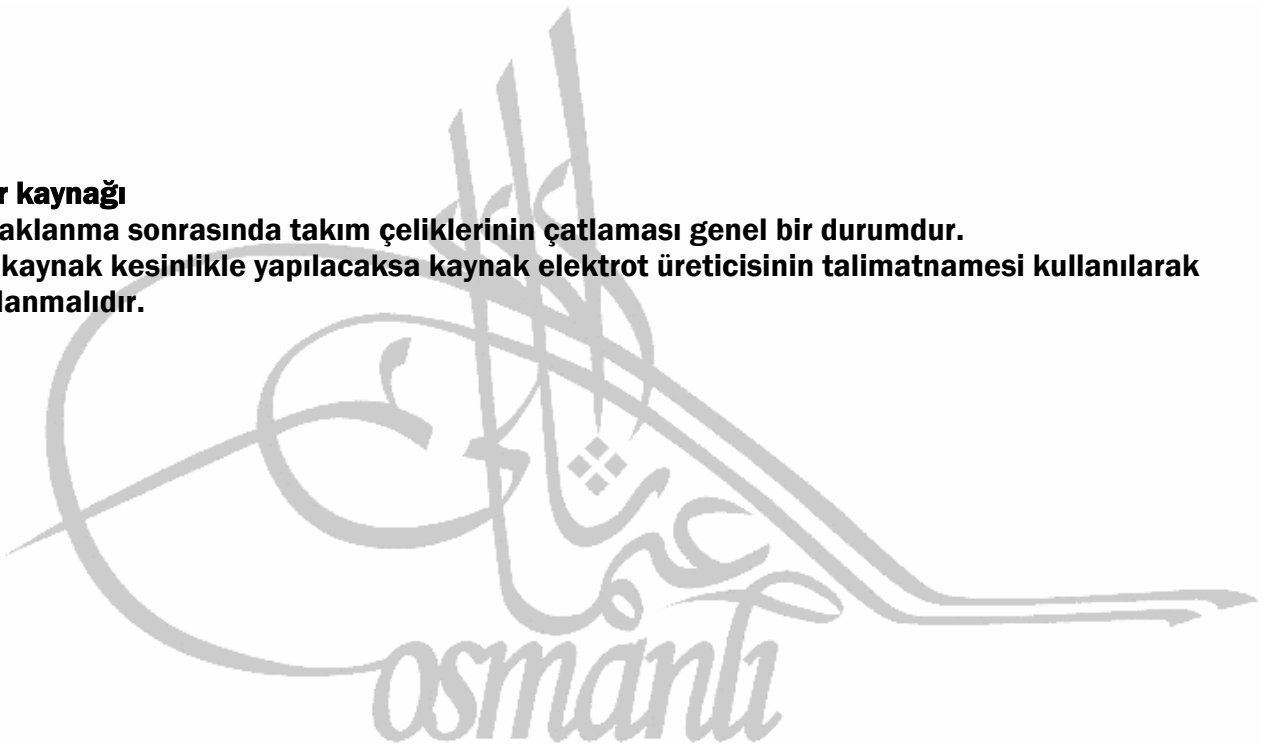 r kaynağı
aklanma sonrasında takım çeliklerinin çatlaması genel bir durumdur.
kaynak kesinlikle yapılacaksa kaynak elektrot üreticisinin talimatnamesi kullanılarak
lanmalıdır.
عثمانلی
osmanlı